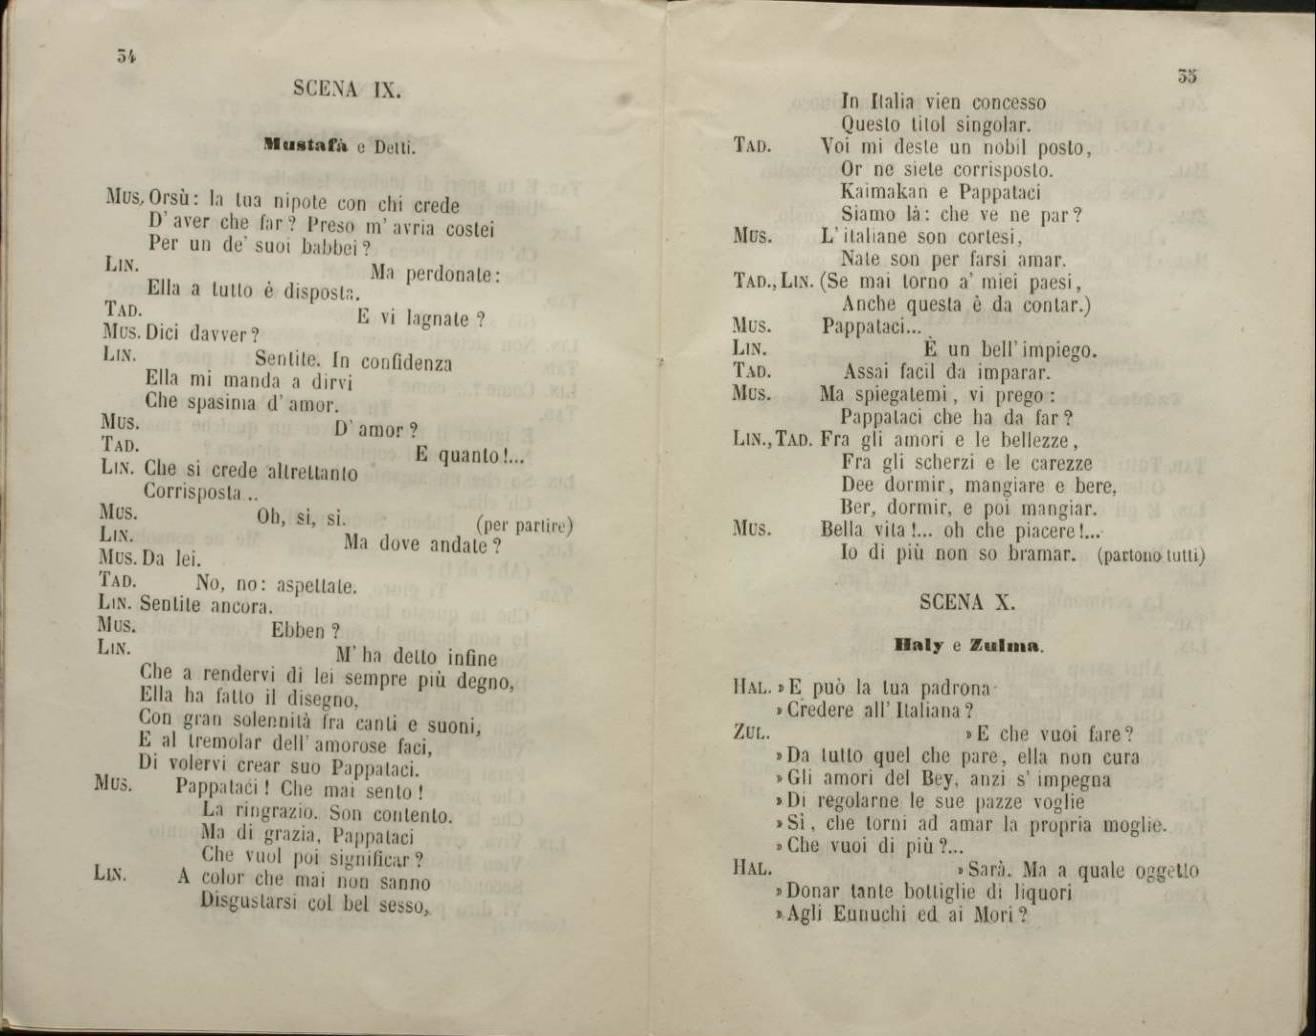 34
SCENA IX.
Mustafà e Detti.
MUS. Orsù: la tua nipote con chi crede
D'aver che far? Preso m'avria costei
Per un de' suoi babbei?
LIN. Ma perdonate:
Ella a tutto è disposta.
TAD. E vi lagnate?
MUS. Dici davver?
LIN. Sentite. In confidenza
Ella mi manda a dirvi
Che spasima d'amor.
MUS. D'amor?
TAD. E quanto!...
LIN. Che si crede altrettanto
Corrisposta..
MUS. Oh, si, sì. (per partire)
LIN. Ma dove andate?
MUS. Da lei.
TAD. No, no: aspettate.
LIN. Sentite ancora.
MUS. Ebben?
LIN. M'ha detto infine
Che a rendervi di lei sempre più degno,
Ella ha fatto il disegno,
Con gran solennità fra canti e suoni,
E al tremolar dell'amorose faci,
Di volervi crear suo Pappataci.
MUS. Pappataci! Che mai sento!
La ringrazio. Son contento.
Ma di grazia, Pappataci
Che vuol poi significar?
LIN. A color che mai non sanno
Disgustarsi col bel sesso,
35
In Italia vien concesso
Questo titol singolar.
TAD. Voi mi deste un nobil posto,
Or ne siete corrisposto.
Kaimakan e Pappataci
Siamo là: che ve ne par?
MUS. L'italiane son cortesi,
Nate son per farsi amar.
TAD., LIN. (Se mai torno a' miei paesi,
Anche questa è da contar.)
MUS. Pappataci...
LIN. È un bell'impiego.
TAD. Assai facil da imparar.
MUS. Ma spiegatemi, vi prego:
Pappataci che ha da far?
LIN., TAD. Fra gli amori e le bellezze,
Fra gli scherzi e le carezze
Dee dormir, mangiare e bere,
Ber, dormir, e poi mangiar.
MUS. Bella vita!... oh che piacere!...
Io di più non so bramar. (partono tutti)
SCENA X.
Haly e Zulma.
HAL. »E può la tua padrona
»Credere all'Italiana?
ZUL. »E che vuoi fare?
»Da tutto quel che pare, ella non cura
»Gli amori del Bey, anzi s'impegna
»Di regolarne le sue pazze voglie
»Sì, che torni ad amar la propria moglie.
»Che vuoi di più?...
HAL. »Sarà. Ma a quale oggetto
»Donar tante bottiglie di liquori
»Agli Eunuchi ed ai Mori?